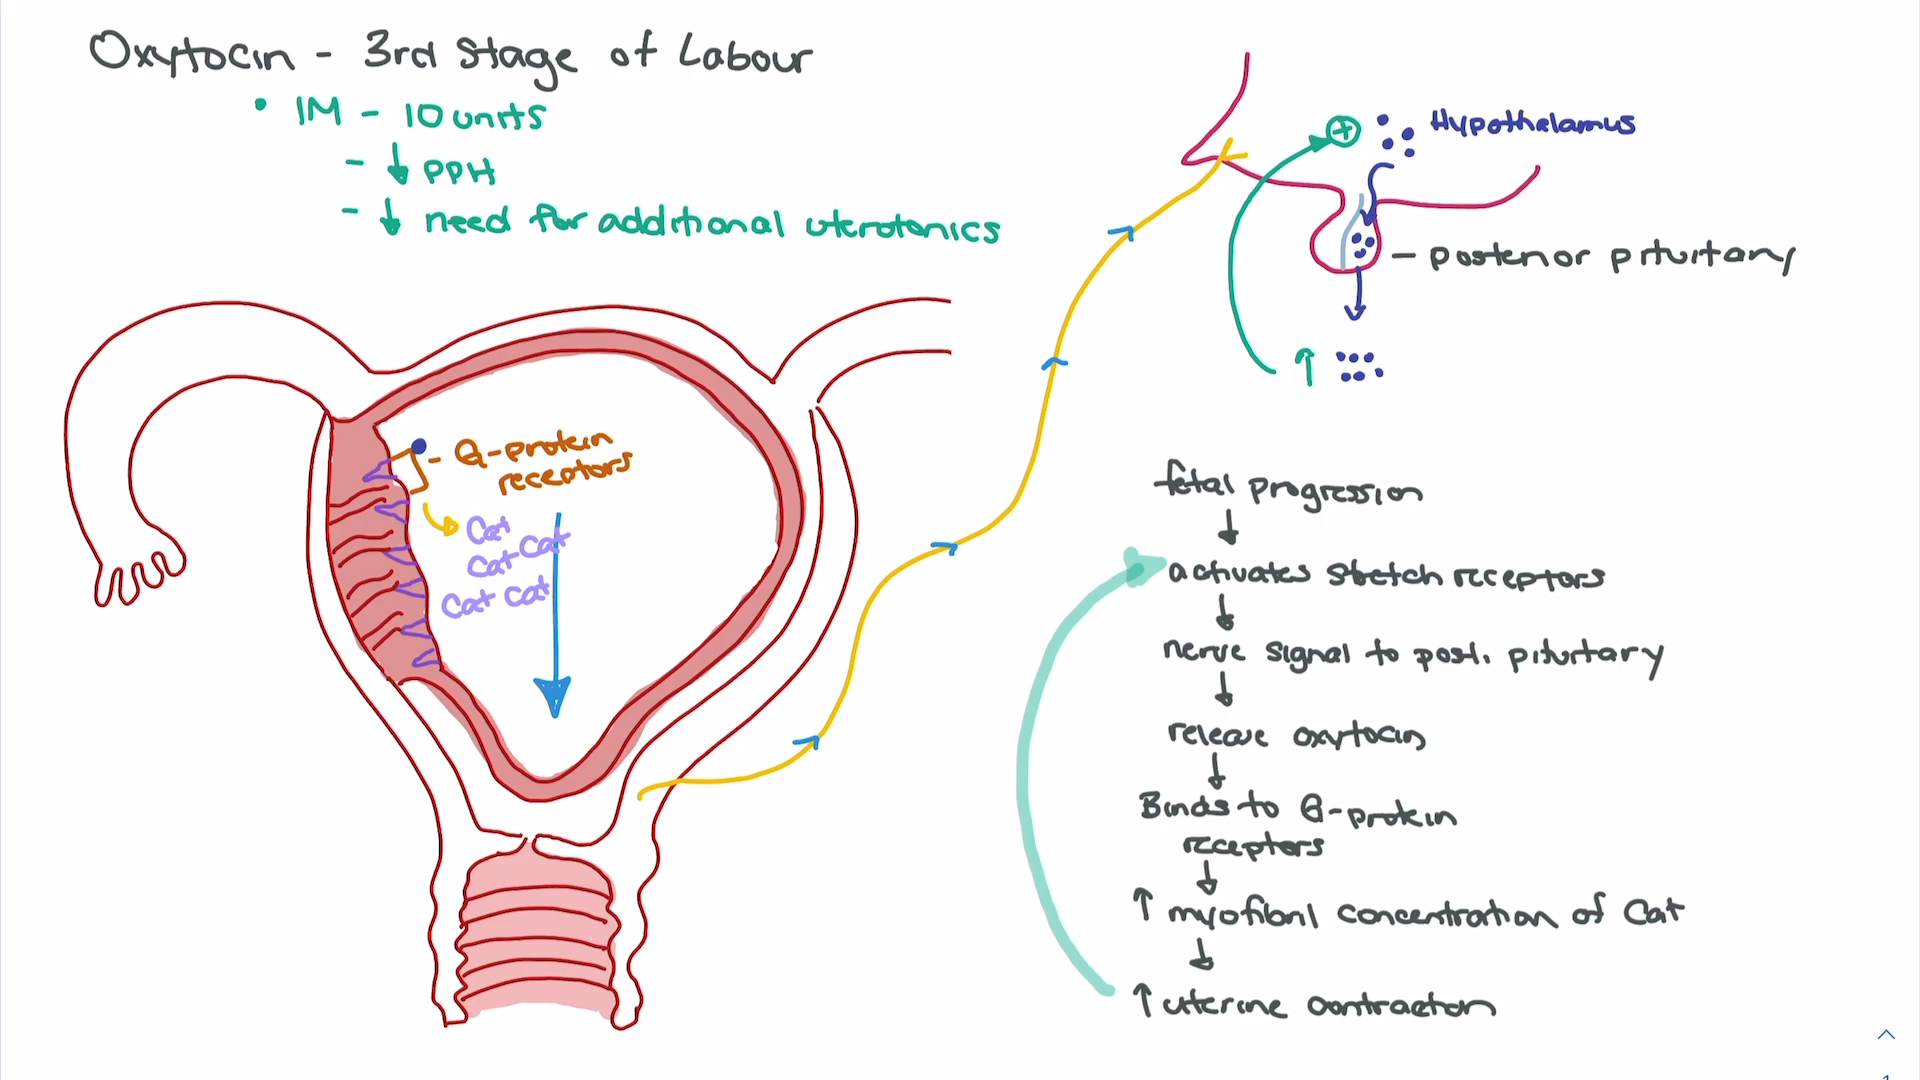 Oxytocin - 3rd Stage of Labour
• IM - 10 units
- ↓ PPH
- ↓ need for additional uterotonics
⊕ Hypothalamus
- posterior pituitary
↑
- G-protein
receptors
Ca+
Ca+ Ca+
Ca+ Ca+
fetal progression
↓
activates stretch receptors
↓
nerve signal to post. pituitary
↓
release oxytocin
↓
Binds to G-protein
receptors
↓
↑ myofibril concentration of Ca+
↓
↑ uterine contraction